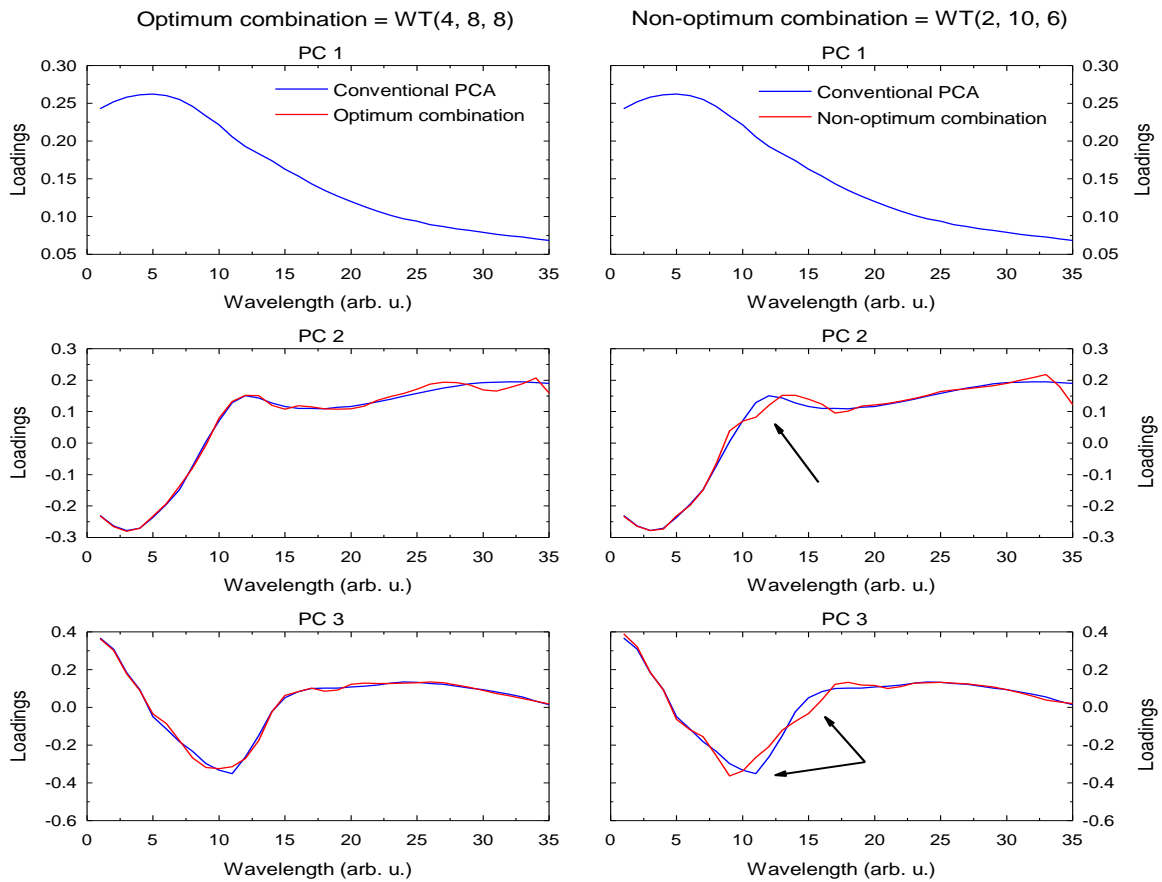 Optimum combination = WT(4, 8, 8)
Non-optimum combination = WT(2, 10, 6)
PC 1
0.30
0.25
0.20
0.15
0.10
0.05
Loadings
Conventional PCA
Optimum combination
0 5 10 15 20 25 30 35
Wavelength (arb. u.)
PC 1
Conventional PCA
Non-optimum combination
0.30
0.25
0.20
0.15
0.10
0.05
Loadings
0 5 10 15 20 25 30 35
Wavelength (arb. u.)
PC 2
0.3
0.2
0.1
0.0
-0.1
-0.2
-0.3
Loadings
0 5 10 15 20 25 30 35
Wavelength (arb. u.)
PC 2
0.3
0.2
0.1
0.0
-0.1
-0.2
-0.3
Loadings
0 5 10 15 20 25 30 35
Wavelength (arb. u.)
PC 3
0.4
0.2
0.0
-0.2
-0.4
-0.6
Loadings
0 5 10 15 20 25 30 35
Wavelength (arb. u.)
PC 3
0.4
0.2
0.0
-0.2
-0.4
-0.6
Loadings
0 5 10 15 20 25 30 35
Wavelength (arb. u.)